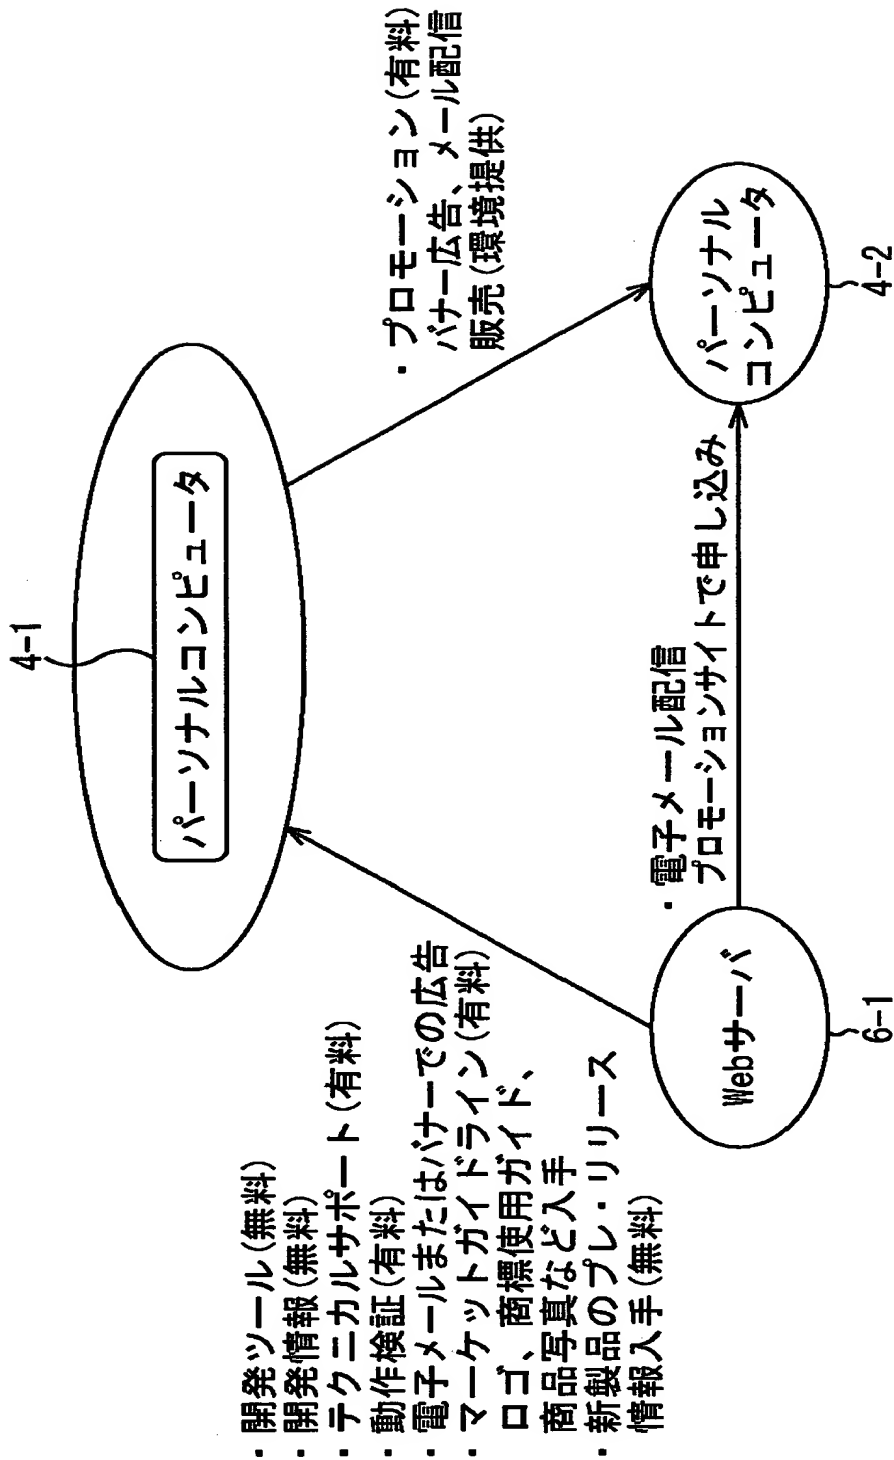 4-1
パーソナルコンピュータ
・開発ツール(無料)
・開発情報(無料)
・テクニカルサポート(有料)
・動作検証(有料)
・電子メールまたはバナーでの広告
・マーケットガイドライン(有料)
ロゴ、商標使用ガイド、
商品写真など入手
・新製品のプレ・リリース
情報入手(無料)
・プロモーション(有料)
バナー広告、メール配信
販売(環境提供)
・電子メール配信
プロモーションサイトで申し込み
Webサーバ
6-1
パーソナル
コンピュータ
4-2